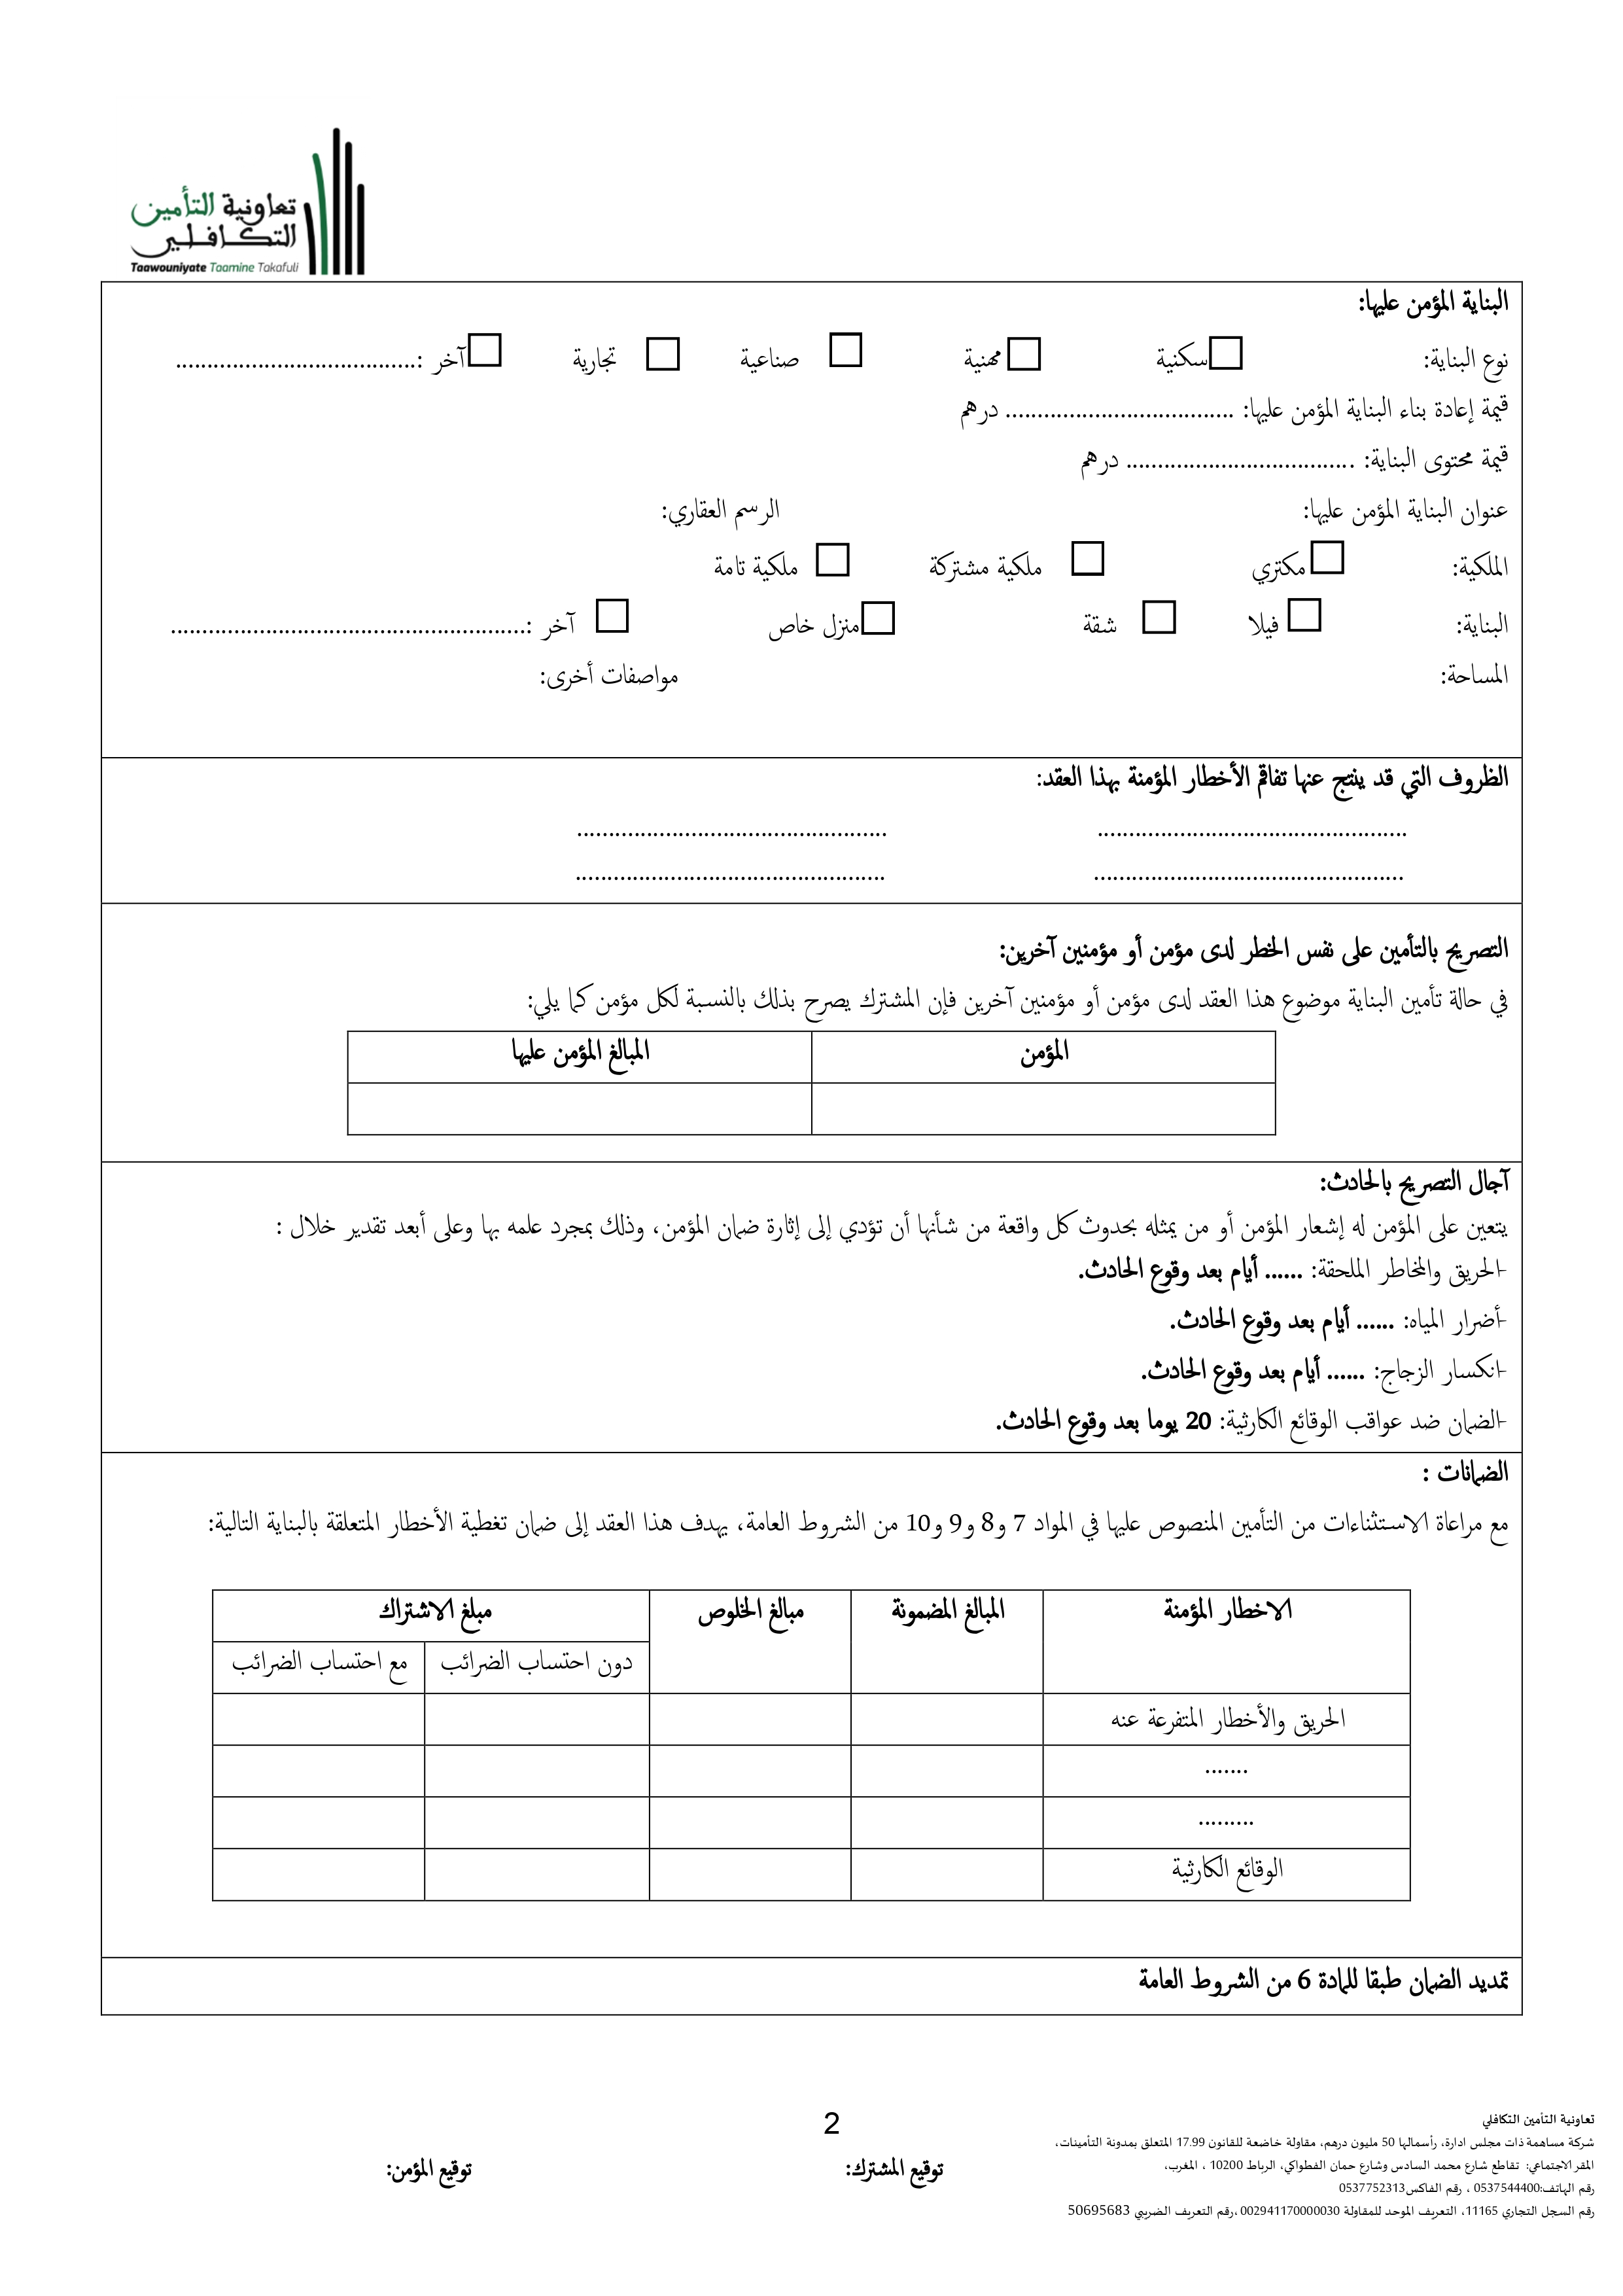 تعاونية التأمين
التكافلي
Taawouniyate Taamine Takafuli
البناية المؤمن عليها:
نوع البناية: سكنية مهنية صناعية تجارية آخر :......................................
قيمة إعادة بناء البناية المؤمن عليها: .................................... درهم
قيمة محتوى البناية: .................................... درهم
عنوان البناية المؤمن عليها: الرسم العقاري:
الملكية: مكتري ملكية مشتركة ملكية تامة
البناية: فيلا شقة منزل خاص آخر :........................................................
المساحة: مواصفات أخرى:
الظروف التي قد ينتج عنها تفاقم الأخطار المؤمنة بهذا العقد:
................................................. .................................................
................................................. .................................................
التصريح بالتأمين على نفس الخطر لدى مؤمن أو مؤمنين آخرين:
في حالة تأمين البناية موضوع هذا العقد لدى مؤمن أو مؤمنين آخرين فإن المشترك يصرح بذلك بالنسبة لكل مؤمن كما يلي:
المؤمن المبالغ المؤمن عليها
آجال التصريح بالحادث:
يتعين على المؤمن له إشعار المؤمن أو من يمثله بحدوث كل واقعة من شأنها أن تؤدي إلى إثارة ضمان المؤمن، وذلك بمجرد علمه بها وعلى أبعد تقدير خلال :
-الحريق والمخاطر الملحقة: ...... أيام بعد وقوع الحادث.
-أضرار المياه: ...... أيام بعد وقوع الحادث.
-انكسار الزجاج: ...... أيام بعد وقوع الحادث.
-الضمان ضد عواقب الوقائع الكارثية: 20 يوما بعد وقوع الحادث.
الضمانات :
مع مراعاة الاستثناءات من التأمين المنصوص عليها في المواد 7 و8 و9 و10 من الشروط العامة، يهدف هذا العقد إلى ضمان تغطية الأخطار المتعلقة بالبناية التالية:
الاخطار المؤمنة المبالغ المضمونة مبالغ الخلوص مبلغ الاشتراك
دون احتساب الضرائب مع احتساب الضرائب
الحريق والأخطار المتفرعة عنه
.......
.........
الوقائع الكارثية
تمديد الضمان طبقا للمادة 6 من الشروط العامة
2
توقيع المشترك: توقيع المؤمن:
تعاونية التأمين التكافلي
شركة مساهمة ذات مجلس ادارة، رأسمالها 50 مليون درهم، مقاولة خاضعة للقانون 17.99 المتعلق بمدونة التأمينات،
المقر الاجتماعي: تقاطع شارع محمد السادس وشارع حمان الفطواكي، الرباط 10200 ، المغرب،
رقم الهاتف:0537544400 ، رقم الفاكس0537752313
رقم السجل التجاري 11165، التعريف الموحد للمقاولة 002941170000030 ،رقم التعريف الضريبي 50695683